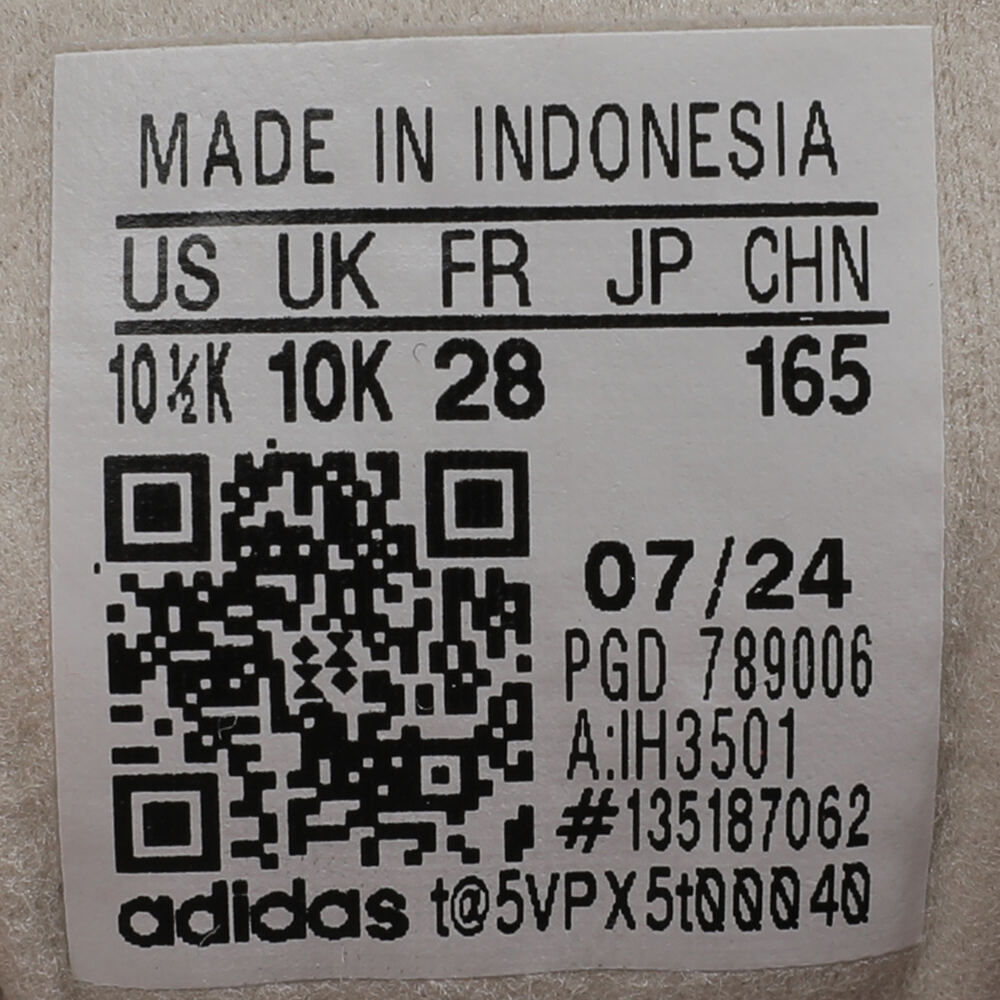 MADE IN INDONESIA
US UK FR JP CHN
10½K 10K 28 165
07/24
PGD 789006
A:IH3501
#135187062
adidas t@5VPX5t00040